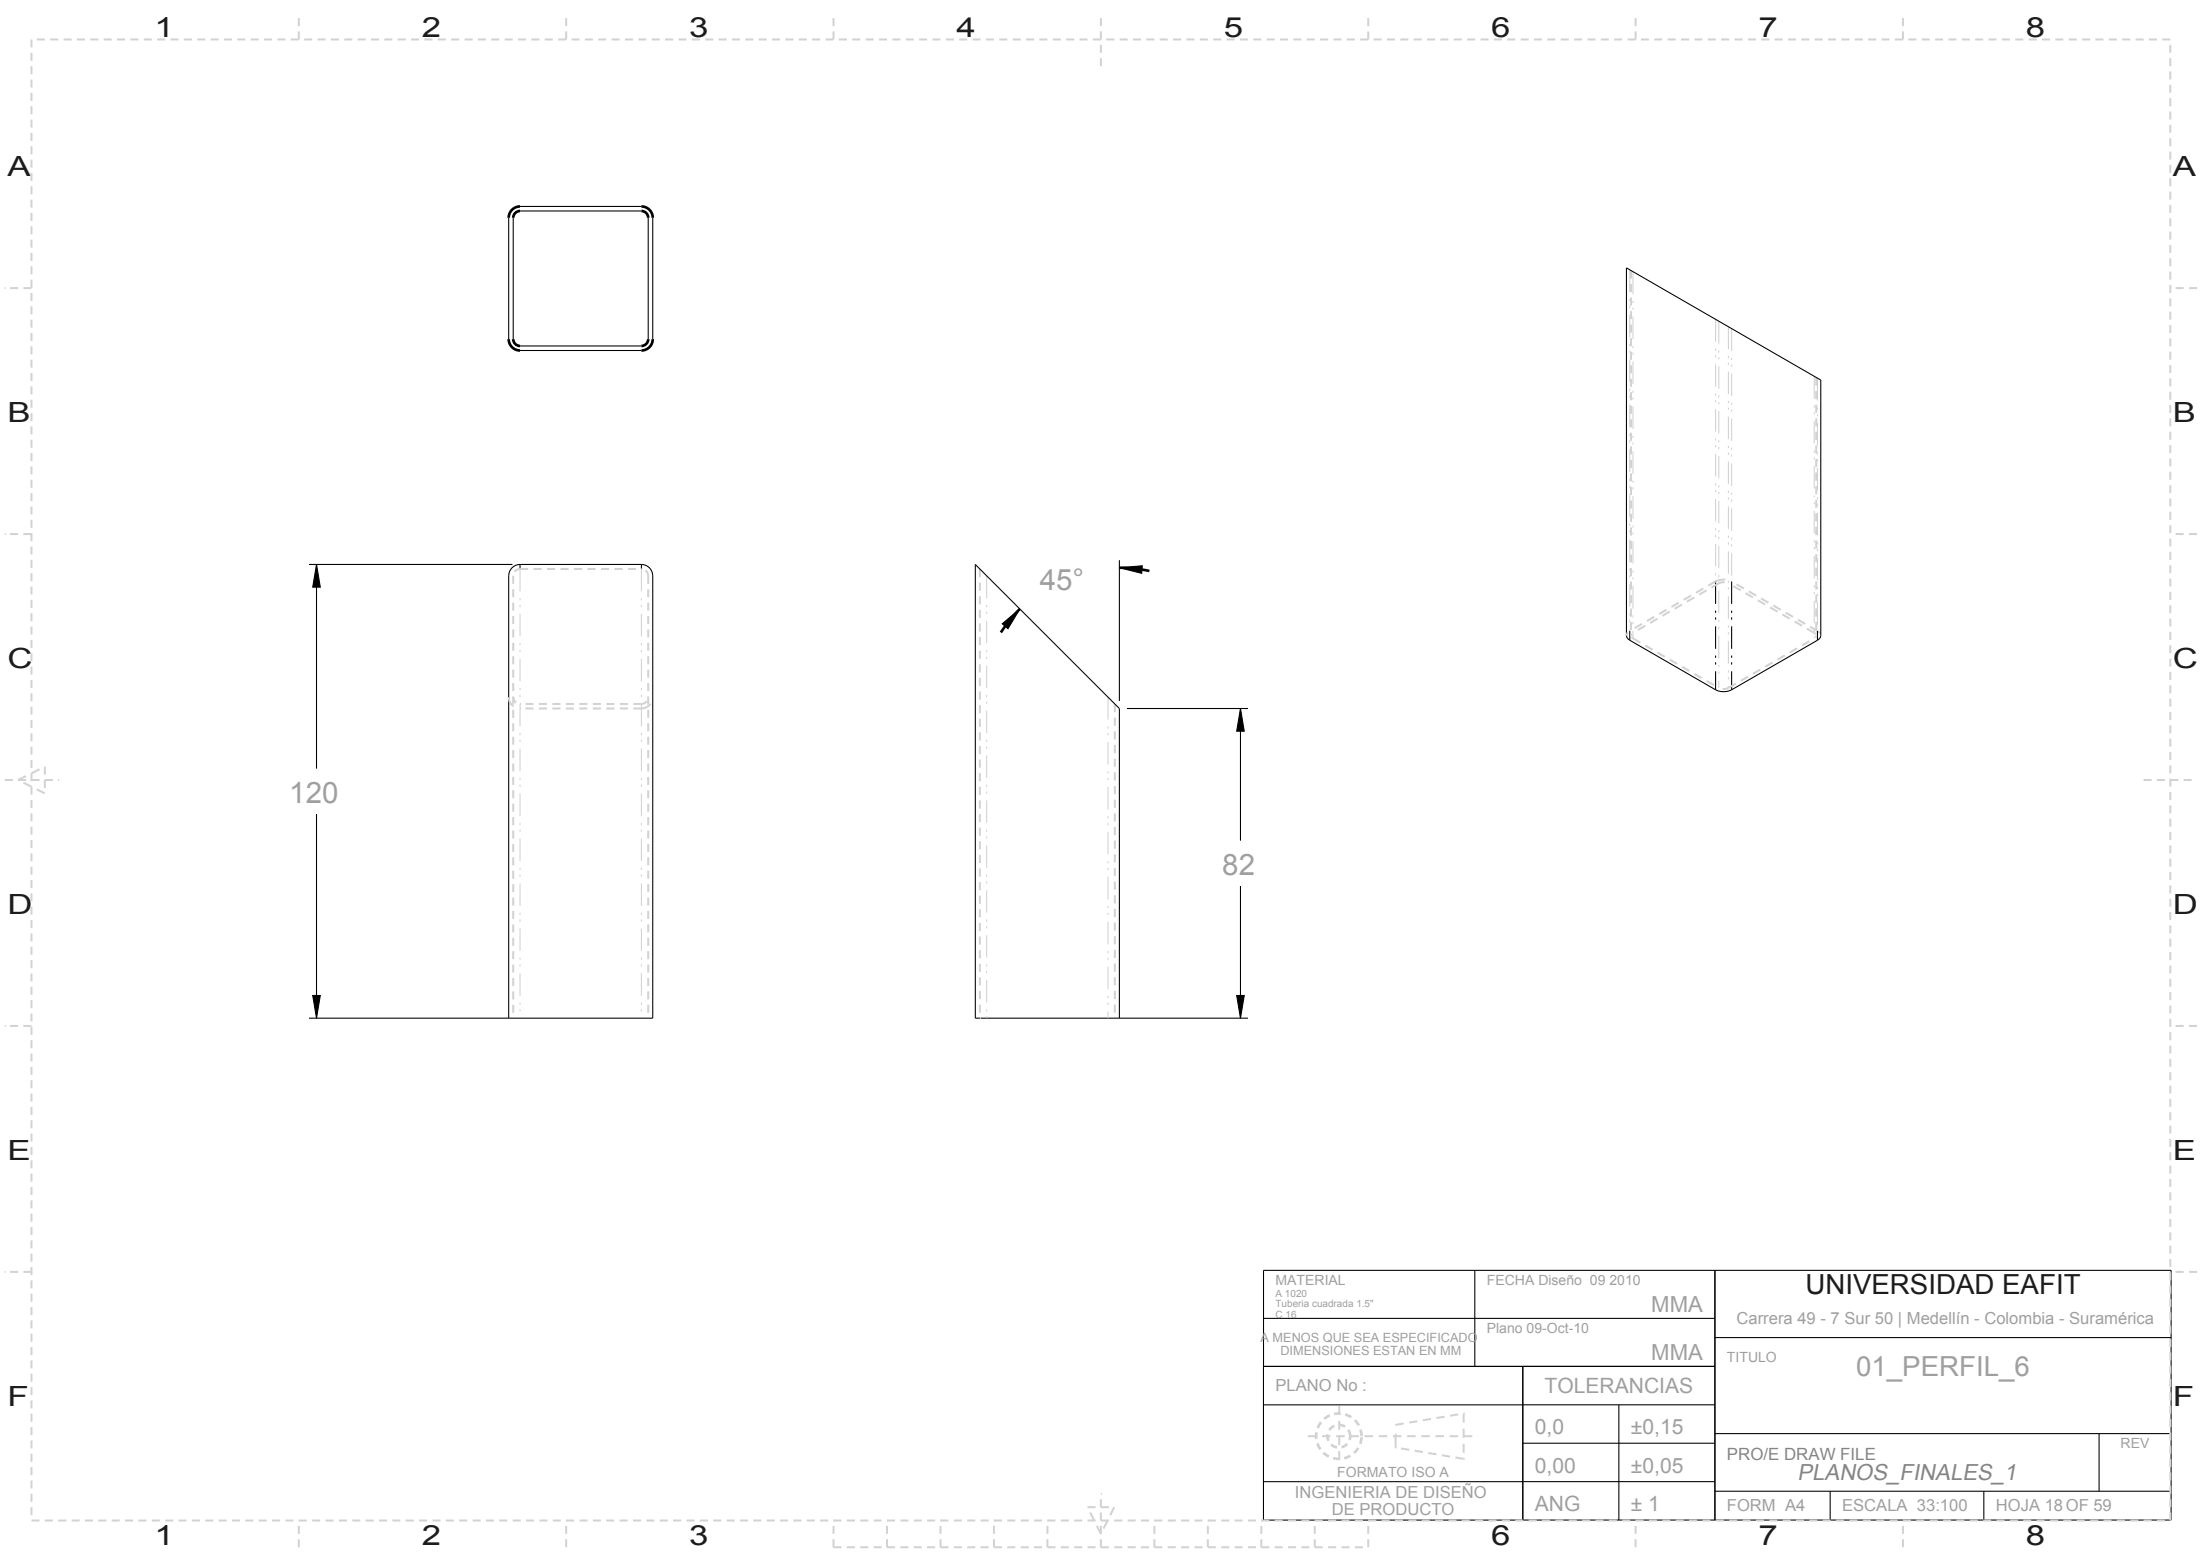 1 2 3 4 5 6 7 8
A A
B B
45°
C C
120
82
D D
E E
MATERIAL
A 1020
Tuberia cuadrada 1.5"
C 16
FECHA Diseño 09 2010
MMA
UNIVERSIDAD EAFIT
Carrera 49 - 7 Sur 50 | Medellín - Colombia - Suramérica
A MENOS QUE SEA ESPECIFICADO
DIMENSIONES ESTAN EN MM
Plano 09-Oct-10
MMA
TITULO
01_PERFIL_6
PLANO No :
TOLERANCIAS
F F
0,0 ±0,15
0,00 ±0,05
ANG ± 1
FORMATO ISO A
INGENIERIA DE DISEÑO
DE PRODUCTO
PRO/E DRAW FILE
PLANOS_FINALES_1
REV
FORM A4
ESCALA 33:100
HOJA 18 OF 59
1 2 3 6 7 8